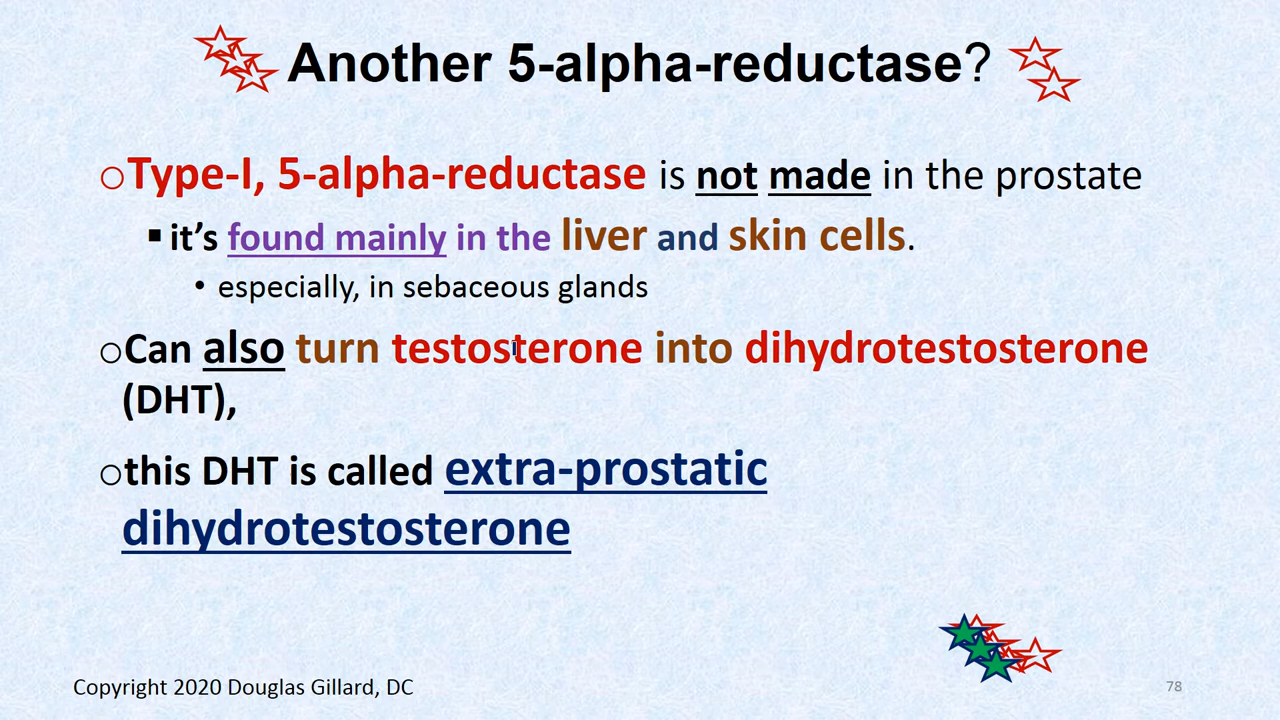 Another 5-alpha-reductase?
○Type-I, 5-alpha-reductase is not made in the prostate
▪ it’s found mainly in the liver and skin cells.
• especially, in sebaceous glands
○Can also turn testosterone into dihydrotestosterone
(DHT),
○this DHT is called extra-prostatic
dihydrotestosterone
Copyright 2020 Douglas Gillard, DC
78